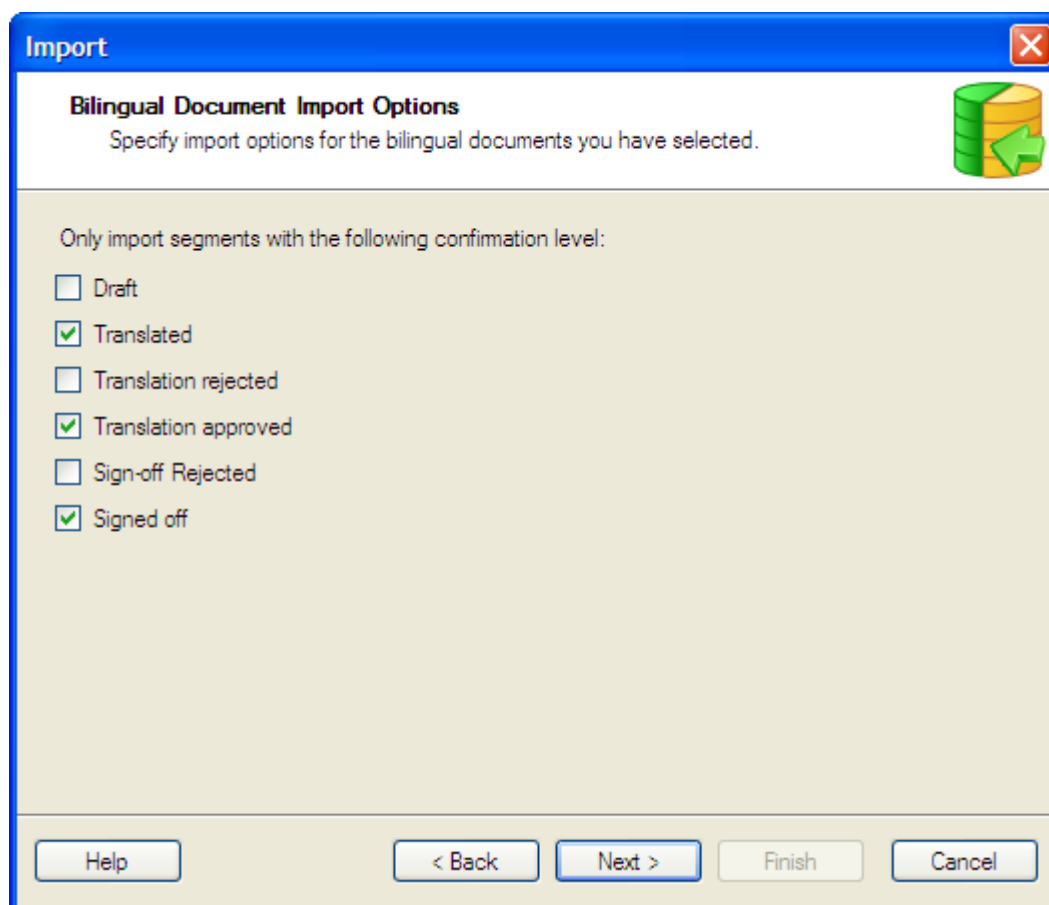 Import
Bilingual Document Import Options
Specify import options for the bilingual documents you have selected.
Only import segments with the following confirmation level:
Draft
Translated
Translation rejected
Translation approved
Sign-off Rejected
Signed off
Help
< Back
Next >
Finish
Cancel